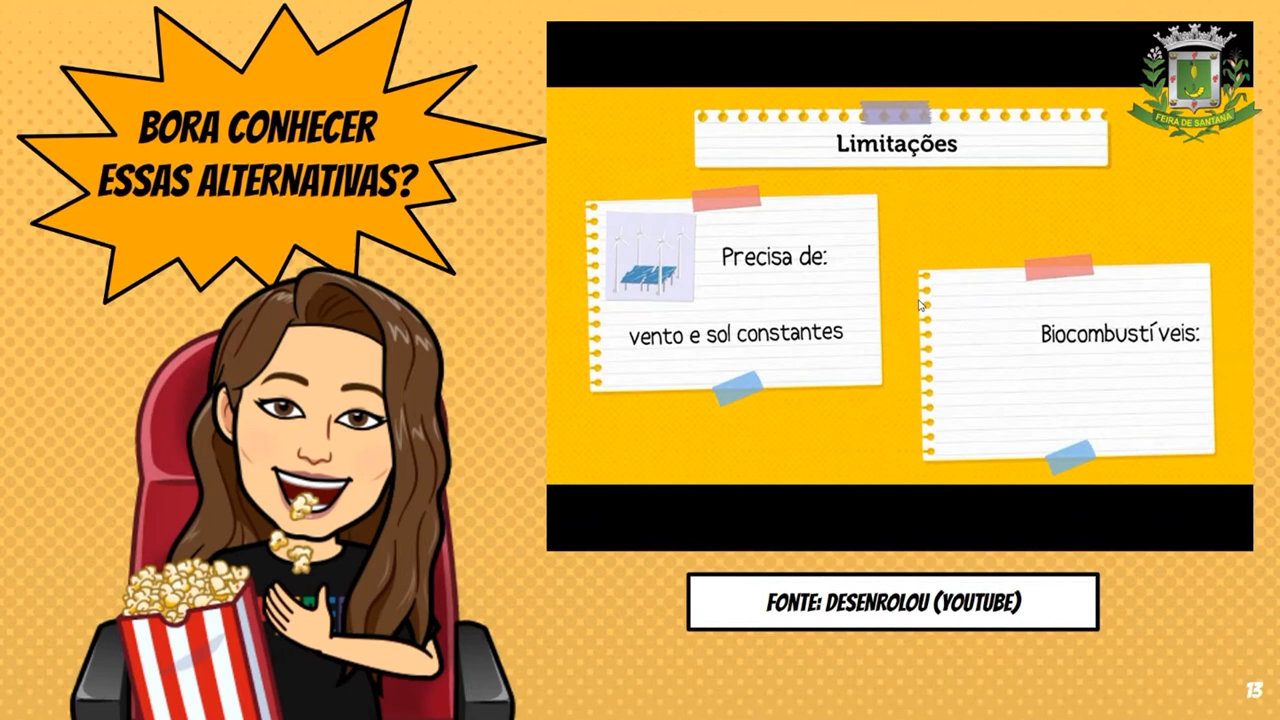 BORA CONHECER
ESSAS ALTERNATIVAS?
FEIRA DE SANTANA
Limitações
Precisa de:
vento e sol constantes
Biocombustíveis:
FONTE: DESENROLOU (YOUTUBE)
13